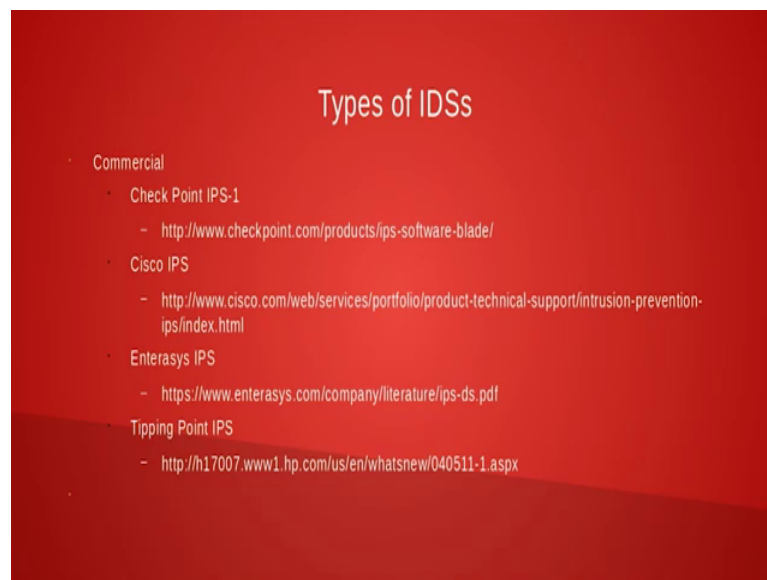 Types of IDSs
Commercial
Check Point IPS-1
– http://www.checkpoint.com/products/ips-software-blade/
Cisco IPS
– http://www.cisco.com/web/services/portfolio/product-technical-support/intrusion-prevention-
ips/index.html
Enterasys IPS
– https://www.enterasys.com/company/literature/ips-ds.pdf
Tipping Point IPS
– http://h17007.www1.hp.com/us/en/whatsnew/040511-1.aspx